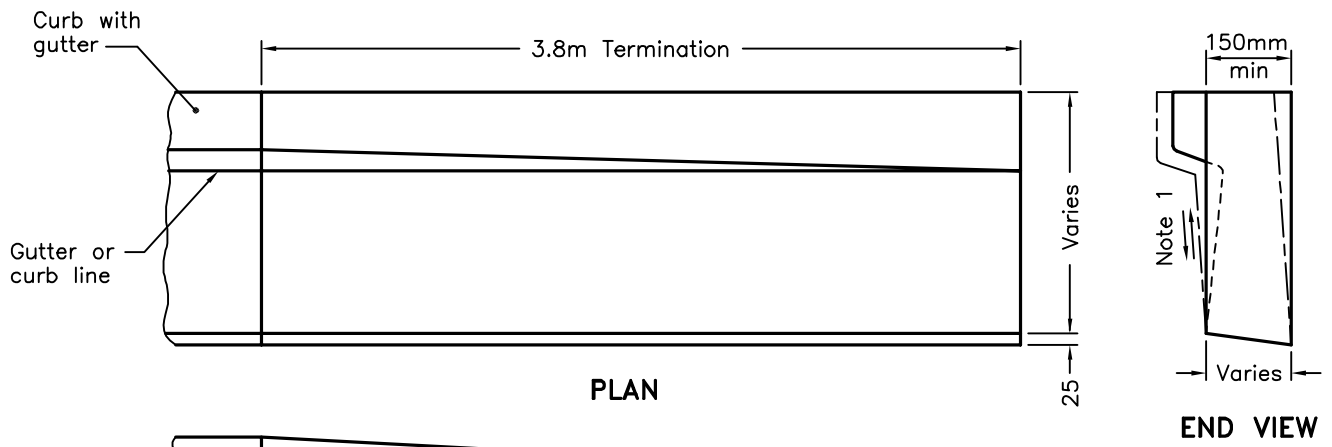 Curb with
gutter
3.8m Termination
150mm
min
Varies
Note 1
Gutter or
curb line
25
Varies
PLAN
END VIEW